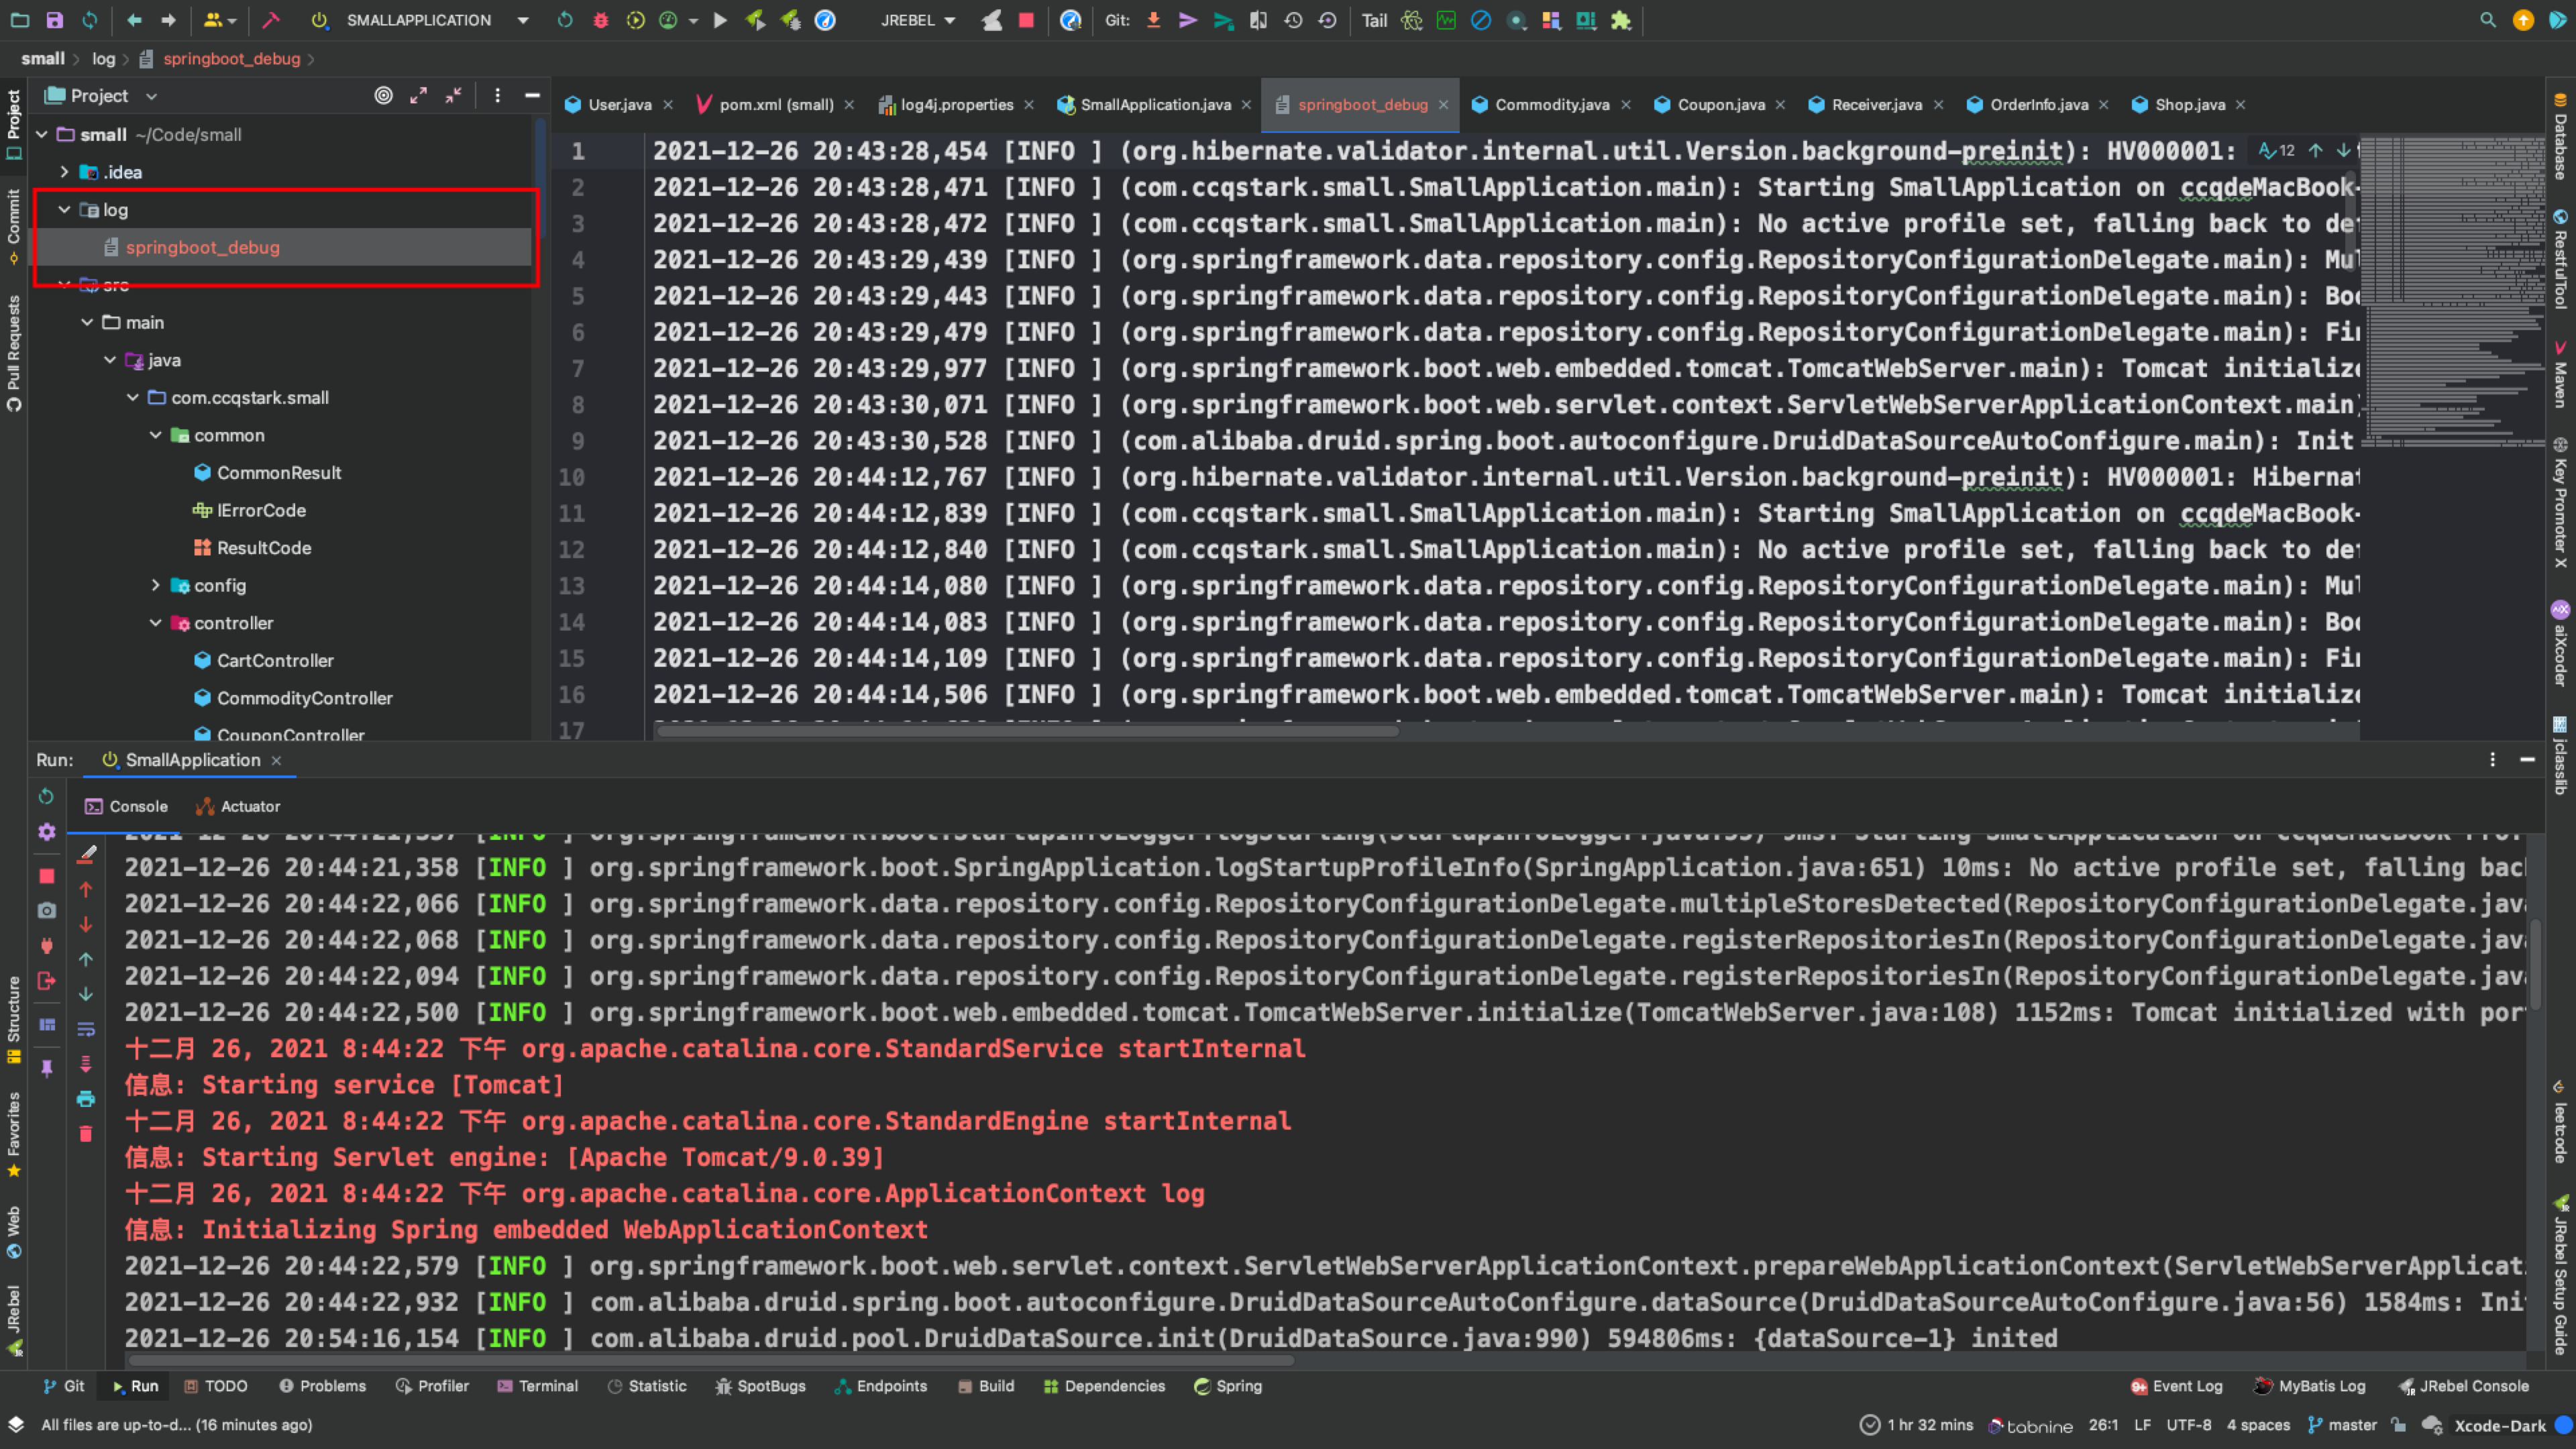 SMALLAPPLICATION JREBEL Git: Tail
small log springboot_debug
Project
User.java pom.xml (small) log4j.properties SmallApplication.java springboot_debug Commodity.java Coupon.java Receiver.java OrderInfo.java Shop.java
small ~/Code/small
.idea
log
springboot_debug
src
main
java
com.ccqstark.small
common
CommonResult
IErrorCode
ResultCode
config
controller
CartController
CommodityController
CouponController
12
1 2021-12-26 20:43:28,454 [INFO ] (org.hibernate.validator.internal.util.Version.background-preinit): HV000001:
2 2021-12-26 20:43:28,471 [INFO ] (com.ccqstark.small.SmallApplication.main): Starting SmallApplication on ccqdeMacBook-
3 2021-12-26 20:43:28,472 [INFO ] (com.ccqstark.small.SmallApplication.main): No active profile set, falling back to def
4 2021-12-26 20:43:29,439 [INFO ] (org.springframework.data.repository.config.RepositoryConfigurationDelegate.main): Mul
5 2021-12-26 20:43:29,443 [INFO ] (org.springframework.data.repository.config.RepositoryConfigurationDelegate.main): Boo
6 2021-12-26 20:43:29,479 [INFO ] (org.springframework.data.repository.config.RepositoryConfigurationDelegate.main): Fin
7 2021-12-26 20:43:29,977 [INFO ] (org.springframework.boot.web.embedded.tomcat.TomcatWebServer.main): Tomcat initialize
8 2021-12-26 20:43:30,071 [INFO ] (org.springframework.boot.web.servlet.context.ServletWebServerApplicationContext.main)
9 2021-12-26 20:43:30,528 [INFO ] (com.alibaba.druid.spring.boot.autoconfigure.DruidDataSourceAutoConfigure.main): Init
10 2021-12-26 20:44:12,767 [INFO ] (org.hibernate.validator.internal.util.Version.background-preinit): HV000001: Hibernat
11 2021-12-26 20:44:12,839 [INFO ] (com.ccqstark.small.SmallApplication.main): Starting SmallApplication on ccqdeMacBook-
12 2021-12-26 20:44:12,840 [INFO ] (com.ccqstark.small.SmallApplication.main): No active profile set, falling back to def
13 2021-12-26 20:44:14,080 [INFO ] (org.springframework.data.repository.config.RepositoryConfigurationDelegate.main): Mul
14 2021-12-26 20:44:14,083 [INFO ] (org.springframework.data.repository.config.RepositoryConfigurationDelegate.main): Boo
15 2021-12-26 20:44:14,109 [INFO ] (org.springframework.data.repository.config.RepositoryConfigurationDelegate.main): Fin
16 2021-12-26 20:44:14,506 [INFO ] (org.springframework.boot.web.embedded.tomcat.TomcatWebServer.main): Tomcat initialize
17
Run: SmallApplication
Console Actuator
2021-12-26 20:44:21,358 [INFO ] org.springframework.boot.SpringApplication.logStartupProfileInfo(SpringApplication.java:651) 10ms: No active profile set, falling bac
2021-12-26 20:44:22,066 [INFO ] org.springframework.data.repository.config.RepositoryConfigurationDelegate.multipleStoresDetected(RepositoryConfigurationDelegate.java
2021-12-26 20:44:22,068 [INFO ] org.springframework.data.repository.config.RepositoryConfigurationDelegate.registerRepositoriesIn(RepositoryConfigurationDelegate.java
2021-12-26 20:44:22,094 [INFO ] org.springframework.data.repository.config.RepositoryConfigurationDelegate.registerRepositoriesIn(RepositoryConfigurationDelegate.java
2021-12-26 20:44:22,500 [INFO ] org.springframework.boot.web.embedded.tomcat.TomcatWebServer.initialize(TomcatWebServer.java:108) 1152ms: Tomcat initialized with por
十二月 26, 2021 8:44:22 下午 org.apache.catalina.core.StandardService startInternal
信息: Starting service [Tomcat]
十二月 26, 2021 8:44:22 下午 org.apache.catalina.core.StandardEngine startInternal
信息: Starting Servlet engine: [Apache Tomcat/9.0.39]
十二月 26, 2021 8:44:22 下午 org.apache.catalina.core.ApplicationContext log
信息: Initializing Spring embedded WebApplicationContext
2021-12-26 20:44:22,579 [INFO ] org.springframework.boot.web.servlet.context.ServletWebServerApplicationContext.prepareWebApplicationContext(ServletWebServerApplicat
2021-12-26 20:44:22,932 [INFO ] com.alibaba.druid.spring.boot.autoconfigure.DruidDataSourceAutoConfigure.dataSource(DruidDataSourceAutoConfigure.java:56) 1584ms: Ini
2021-12-26 20:54:16,154 [INFO ] com.alibaba.druid.pool.DruidDataSource.init(DruidDataSource.java:990) 594806ms: {dataSource-1} inited
Project
Commit
Pull Requests
Structure
Favorites
Web
JRebel
Database
RestfulTool
Maven
Key Promoter X
aiXcoder
jclasslib
leetcode
JRebel Setup Guide
Git Run TODO Problems Profiler Terminal Statistic SpotBugs Endpoints Build Dependencies Spring 9+ Event Log MyBatis Log JRebel Console
All files are up-to-d... (16 minutes ago) 1 hr 32 mins tabnine 26:1 LF UTF-8 4 spaces master Xcode-Dark